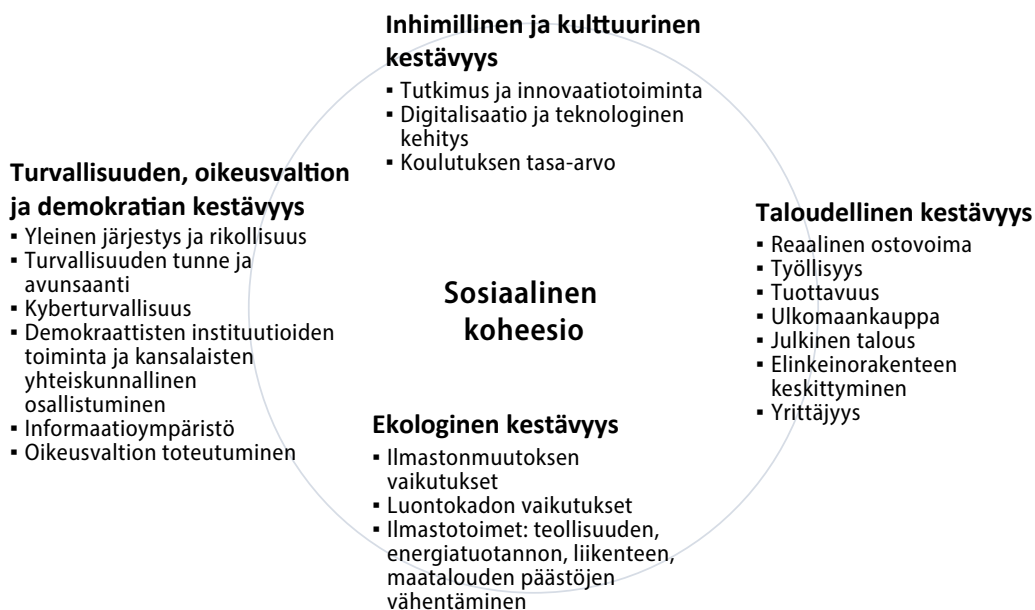 Inhimillinen ja kulttuurinen
kestävyys
▪ Tutkimus ja innovaatiotoiminta
▪ Digitalisaatio ja teknologinen
kehitys
▪ Koulutuksen tasa-arvo
Turvallisuuden, oikeusvaltion
ja demokratian kestävyys
▪ Yleinen järjestys ja rikollisuus
▪ Turvallisuuden tunne ja
avunsaanti
▪ Kyberturvallisuus
▪ Demokraattisten instituutioiden
toiminta ja kansalaisten
yhteiskunnallinen
osallistuminen
▪ Informaatioympäristö
▪ Oikeusvaltion toteutuminen
Sosiaalinen
koheesio
Taloudellinen kestävyys
▪ Reaalinen ostovoima
▪ Työllisyys
▪ Tuottavuus
▪ Ulkomaankauppa
▪ Julkinen talous
▪ Elinkeinorakenteen
keskittyminen
▪ Yrittäjyys
Ekologinen kestävyys
▪ Ilmastonmuutoksen
vaikutukset
▪ Luontokadon vaikutukset
▪ Ilmastotoimet: teollisuuden,
energiatuotannon, liikenteen,
maatalouden päästöjen
vähentäminen